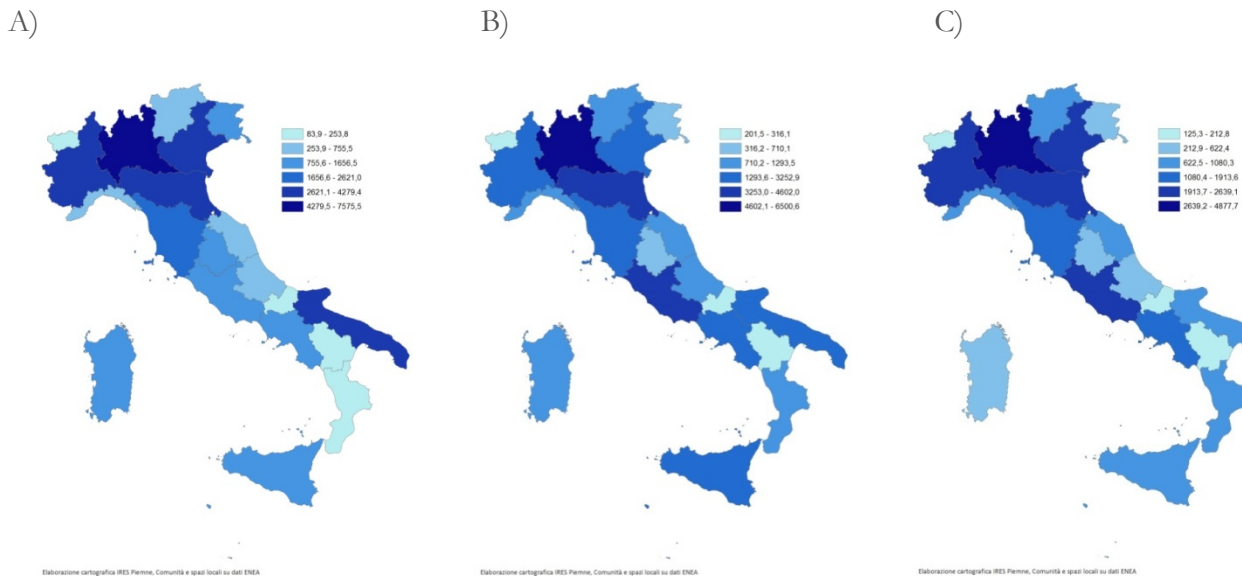 A)
B)
C)
83,9 - 253,8
253,9 - 755,5
755,6 - 1656,5
1656,6 - 2621,0
2621,1 - 4279,4
4279,5 - 7575,5
201,5 - 316,1
316,2 - 710,1
710,2 - 1293,5
1293,6 - 3252,9
3253,0 - 4602,0
4602,1 - 6500,6
125,3 - 212,8
212,9 - 622,4
622,5 - 1080,3
1080,4 - 1913,6
1913,7 - 2639,1
2639,2 - 4877,7
Elaborazione cartografica IRES Piemne, Comunità e spazi locali su dati ENEA
Elaborazione cartografica IRES Piemne, Comunità e spazi locali su dati ENEA
Elaborazione cartografica IRES Piemne, Comunità e spazi locali su dati ENEA